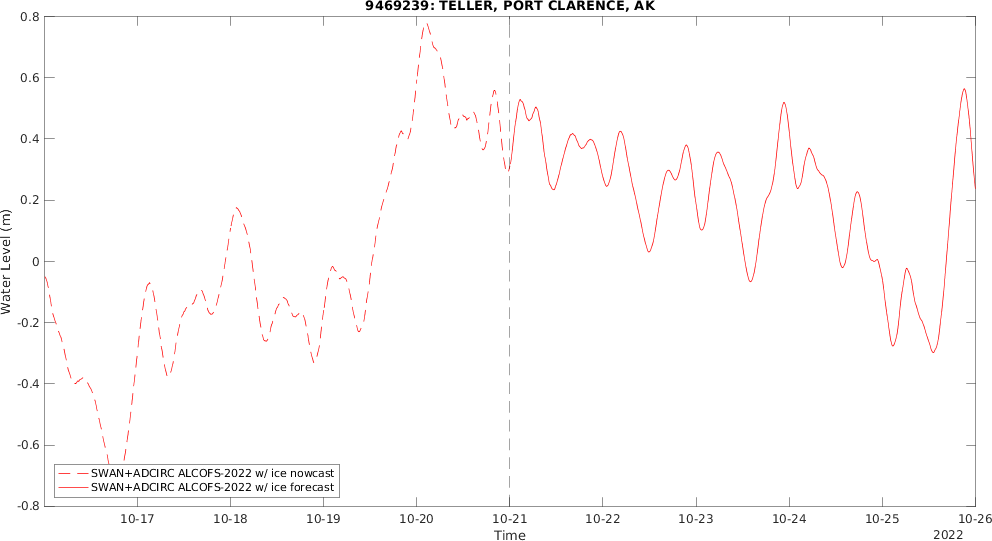 9469239: TELLER, PORT CLARENCE, AK
Water Level (m)
0.8
0.6
0.4
0.2
0
-0.2
-0.4
-0.6
-0.8
SWAN+ADCIRC ALCOFS-2022 w/ ice nowcast
SWAN+ADCIRC ALCOFS-2022 w/ ice forecast
10-17 10-18 10-19 10-20 10-21 10-22 10-23 10-24 10-25 10-26
Time
2022